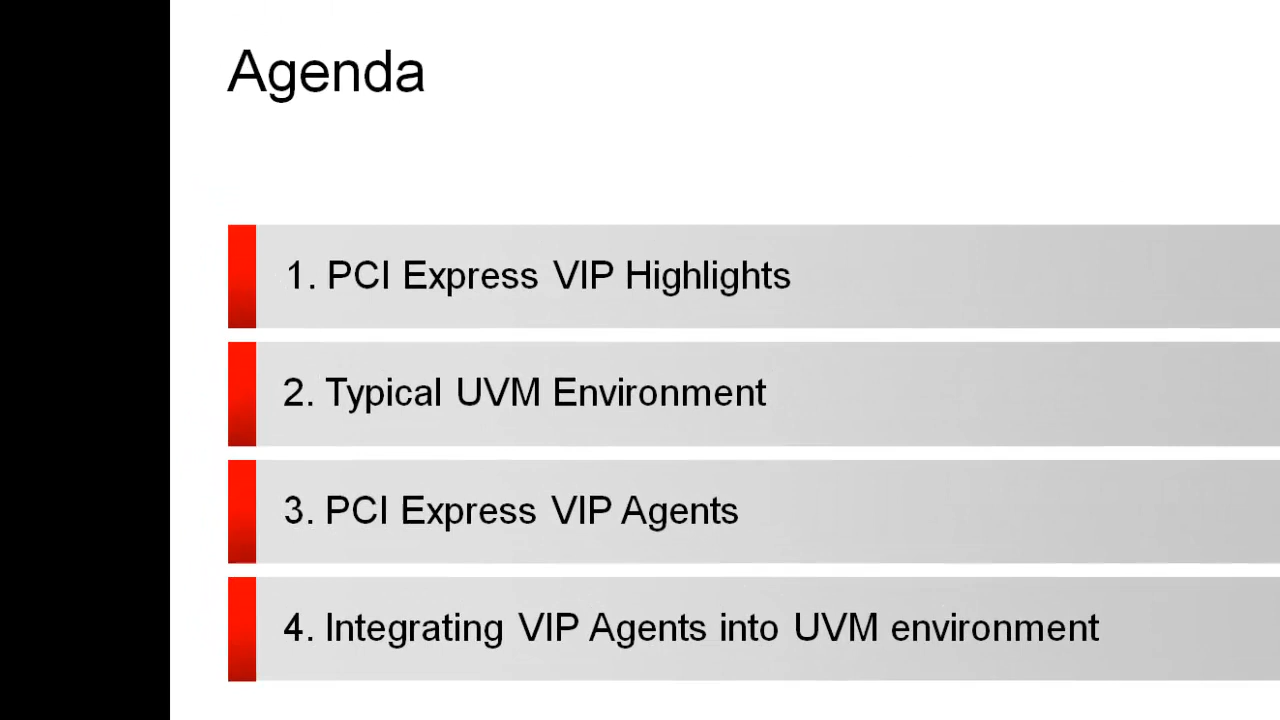 Agenda
1. PCI Express VIP Highlights
2. Typical UVM Environment
3. PCI Express VIP Agents
4. Integrating VIP Agents into UVM environment